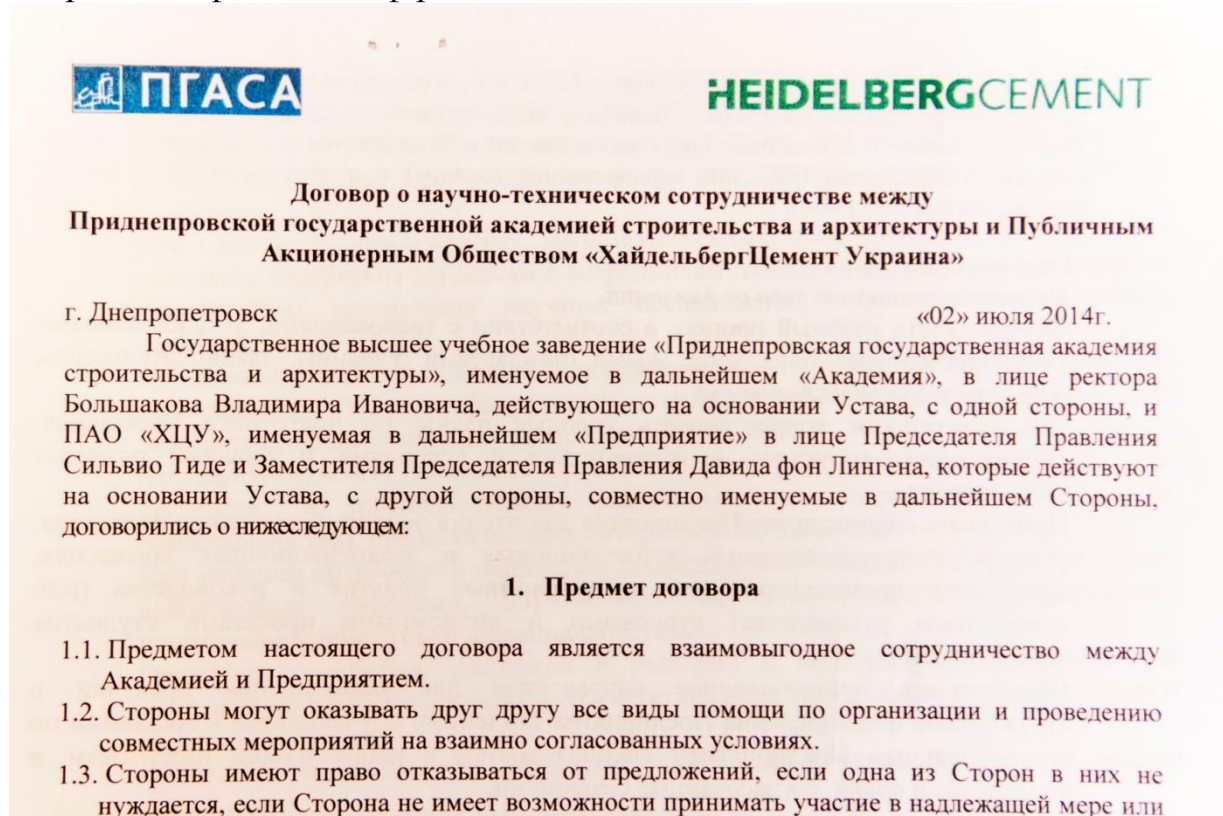 ПГАСА
HEIDELBERGCEMENT
Договор о научно-техническом сотрудничестве между
Приднепровской государственной академией строительства и архитектуры и Публичным
Акционерным Обществом «ХайдельбергЦемент Украина»
г. Днепропетровск «02» июля 2014г.
Государственное высшее учебное заведение «Приднепровская государственная академия
строительства и архитектуры», именуемое в дальнейшем «Академия», в лице ректора
Большакова Владимира Ивановича, действующего на основании Устава, с одной стороны, и
ПАО «ХЦУ», именуемая в дальнейшем «Предприятие» в лице Председателя Правления
Сильвио Тиде и Заместителя Председателя Правления Давида фон Лингена, которые действуют
на основании Устава, с другой стороны, совместно именуемые в дальнейшем Стороны,
договорились о нижеследующем:
1. Предмет договора
1.1. Предметом настоящего договора является взаимовыгодное сотрудничество между
Академией и Предприятием.
1.2. Стороны могут оказывать друг другу все виды помощи по организации и проведению
совместных мероприятий на взаимно согласованных условиях.
1.3. Стороны имеют право отказываться от предложений, если одна из Сторон в них не
нуждается, если Сторона не имеет возможности принимать участие в надлежащей мере или